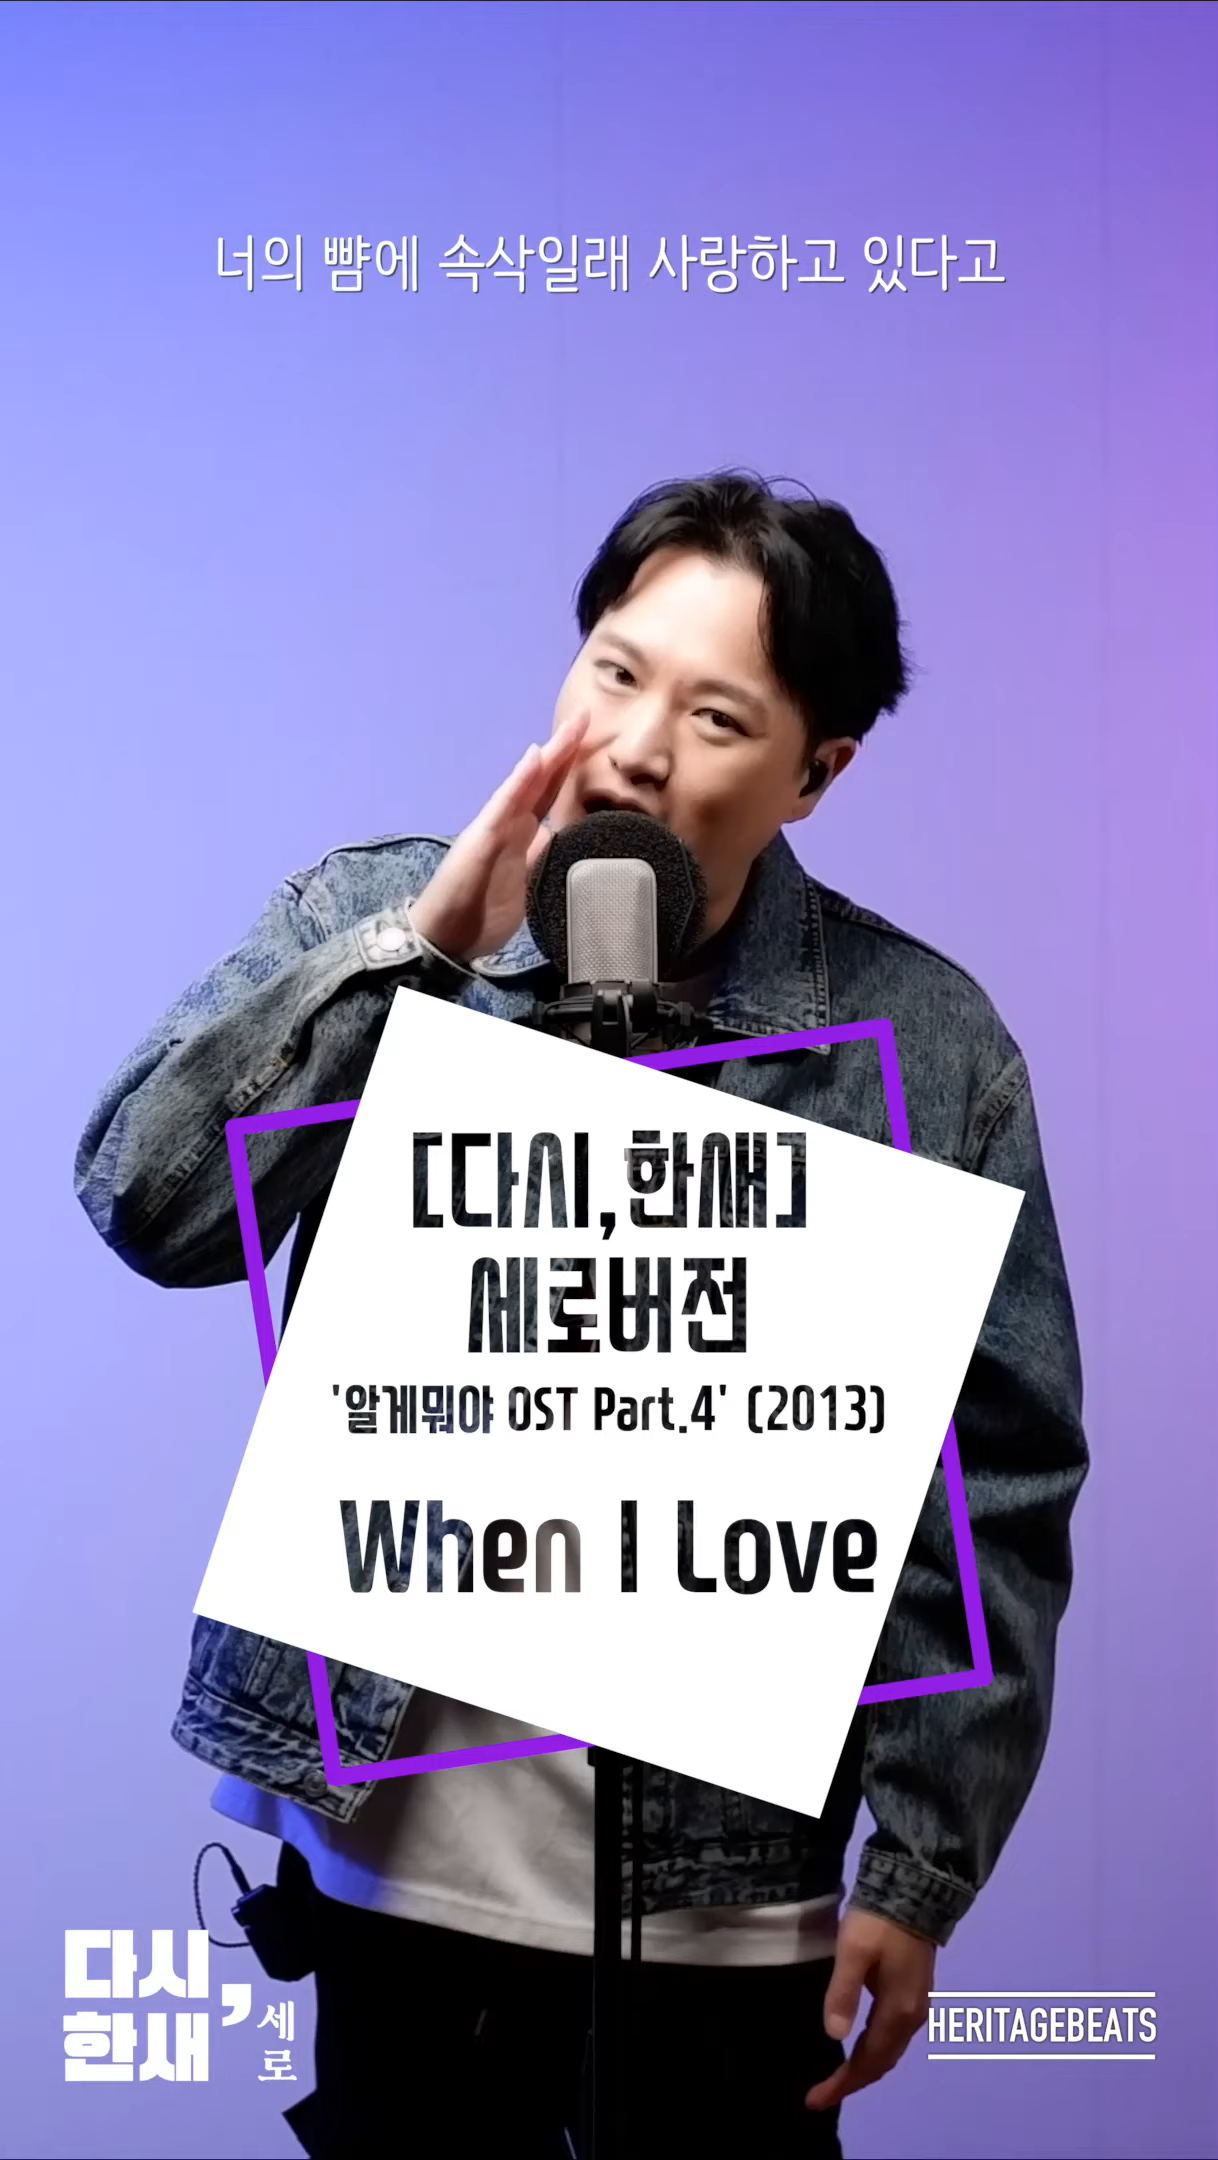 너의 뺨에 속삭일래 사랑하고 있다고
[다시,한새]
세로버전
'알게뭐야 OST Part.4' (2013)
When I Love
다시,
한새
세로
HERITAGEBEATS